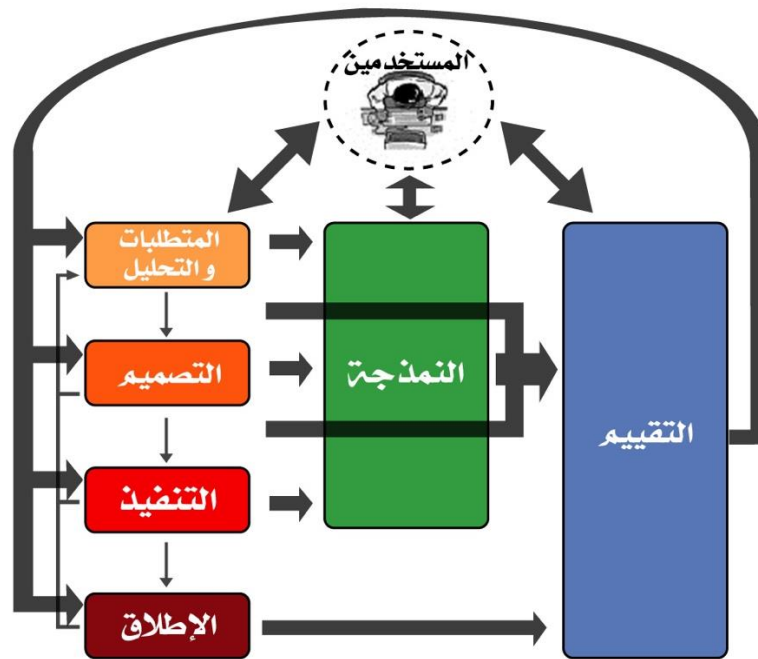 المستخدمين
المتطلبات
و التحليل
النمذجة
التصميم
التقييم
التنفيذ
الإطلاق